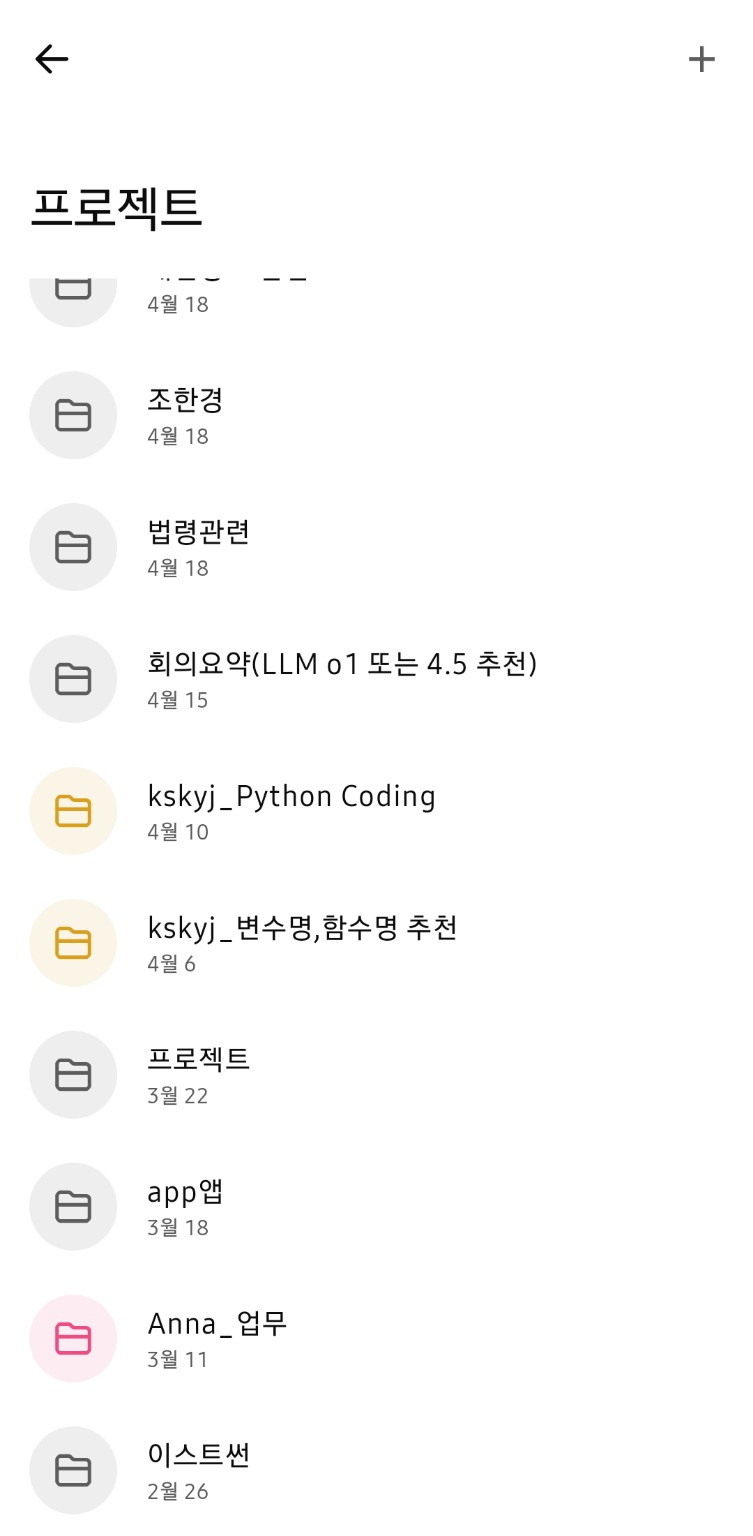 프로젝트
4월 18
조한경
4월 18
법령관련
4월 18
회의요약(LLM o1 또는 4.5 추천)
4월 15
kskyj_Python Coding
4월 10
kskyj_변수명,함수명 추천
4월 6
프로젝트
3월 22
app앱
3월 18
Anna_업무
3월 11
이스트썬
2월 26